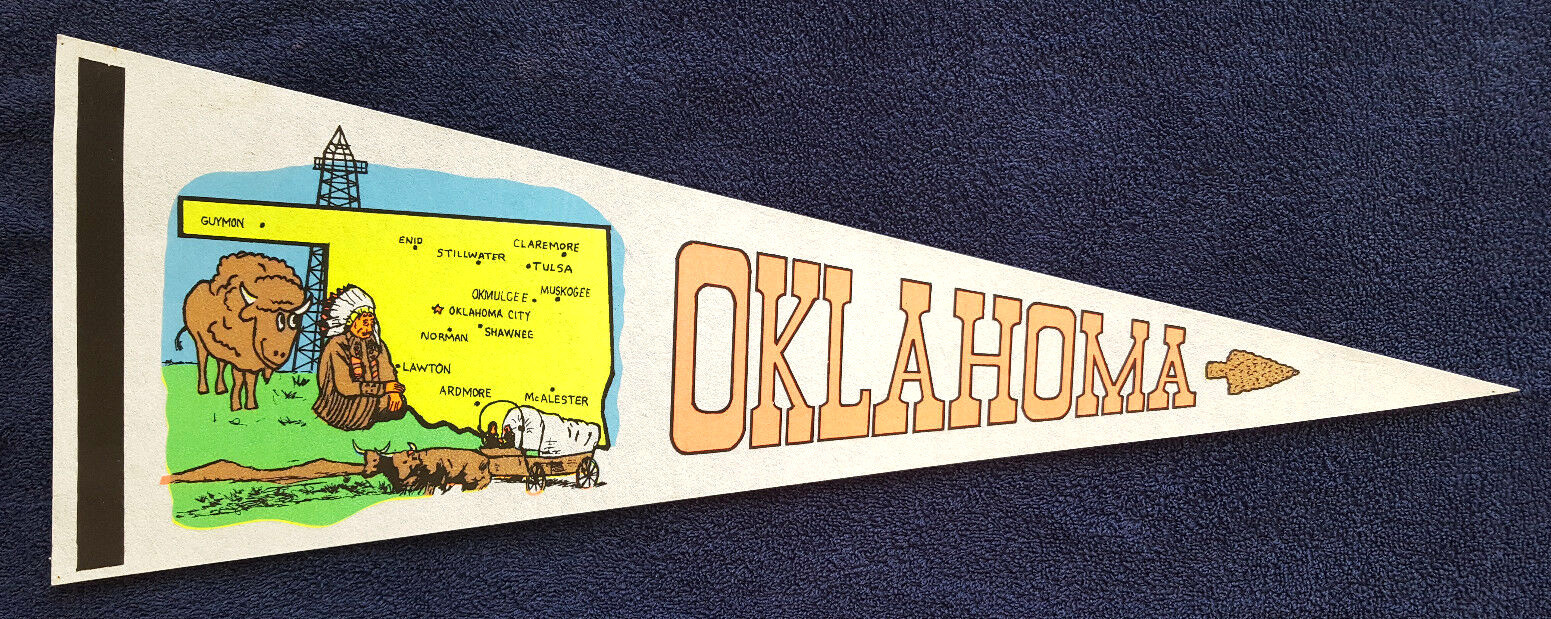 GUYMON
ENID
STILLWATER
CLAREMORE
TULSA
OKMULGEE
MUSKOGEE
OKLAHOMA CITY
NORMAN
SHAWNEE
LAWTON
ARDMORE
McALESTER
OKLAHOMA